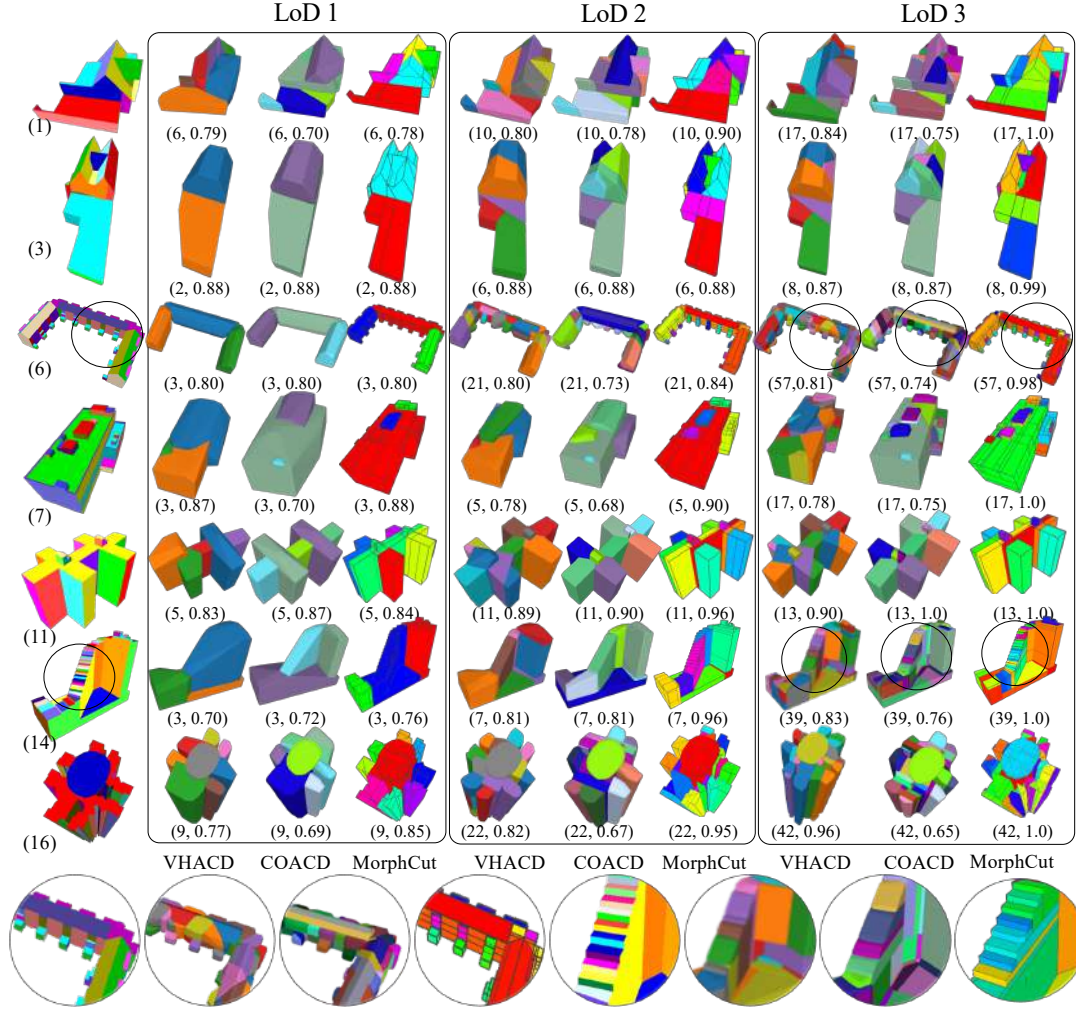 LoD 1 LoD 2 LoD 3
(1) (6, 0.79) (6, 0.70) (6, 0.78) (10, 0.80) (10, 0.78) (10, 0.90) (17, 0.84) (17, 0.75) (17, 1.0)
(3) (2, 0.88) (2, 0.88) (2, 0.88) (6, 0.88) (6, 0.88) (6, 0.88) (8, 0.87) (8, 0.87) (8, 0.99)
(6) (3, 0.80) (3, 0.80) (3, 0.80) (21, 0.80) (21, 0.73) (21, 0.84) (57,0.81) (57, 0.74) (57, 0.98)
(7) (3, 0.87) (3, 0.70) (3, 0.88) (5, 0.78) (5, 0.68) (5, 0.90) (17, 0.78) (17, 0.75) (17, 1.0)
(11) (5, 0.83) (5, 0.87) (5, 0.84) (11, 0.89) (11, 0.90) (11, 0.96) (13, 0.90) (13, 1.0) (13, 1.0)
(14) (3, 0.70) (3, 0.72) (3, 0.76) (7, 0.81) (7, 0.81) (7, 0.96) (39, 0.83) (39, 0.76) (39, 1.0)
(16) (9, 0.77) (9, 0.69) (9, 0.85) (22, 0.82) (22, 0.67) (22, 0.95) (42, 0.96) (42, 0.65) (42, 1.0)
VHACD COACD MorphCut VHACD COACD MorphCut VHACD COACD MorphCut